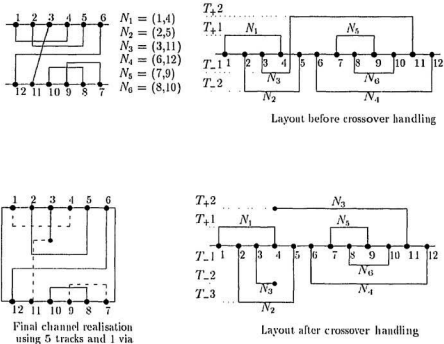 1 2 3 4 5 6
12 11 10 9 8 7
N₁ = (1,4)
N₂ = (2,5)
N₃ = (3,11)
N₄ = (6,12)
N₅ = (7,9)
N₆ = (8,10)
T₊2
T₊1 N₁ N₅
T₋1 1 2 3 4 5 6 7 8 9 10 11 12
N₃ N₆
T₋2 N₂ N₄
Layout before crossover handling
1 2 3 4 5 6
12 11 10 9 8 7
Final channel realisation
using 5 tracks and 1 via
T₊2 N₃
T₊1 N₁ N₅
T₋1 1 2 3 4 5 6 7 8 9 10 11 12
N₆
T₋2 N₃ N₄
T₋3 N₂
Layout after crossover handling